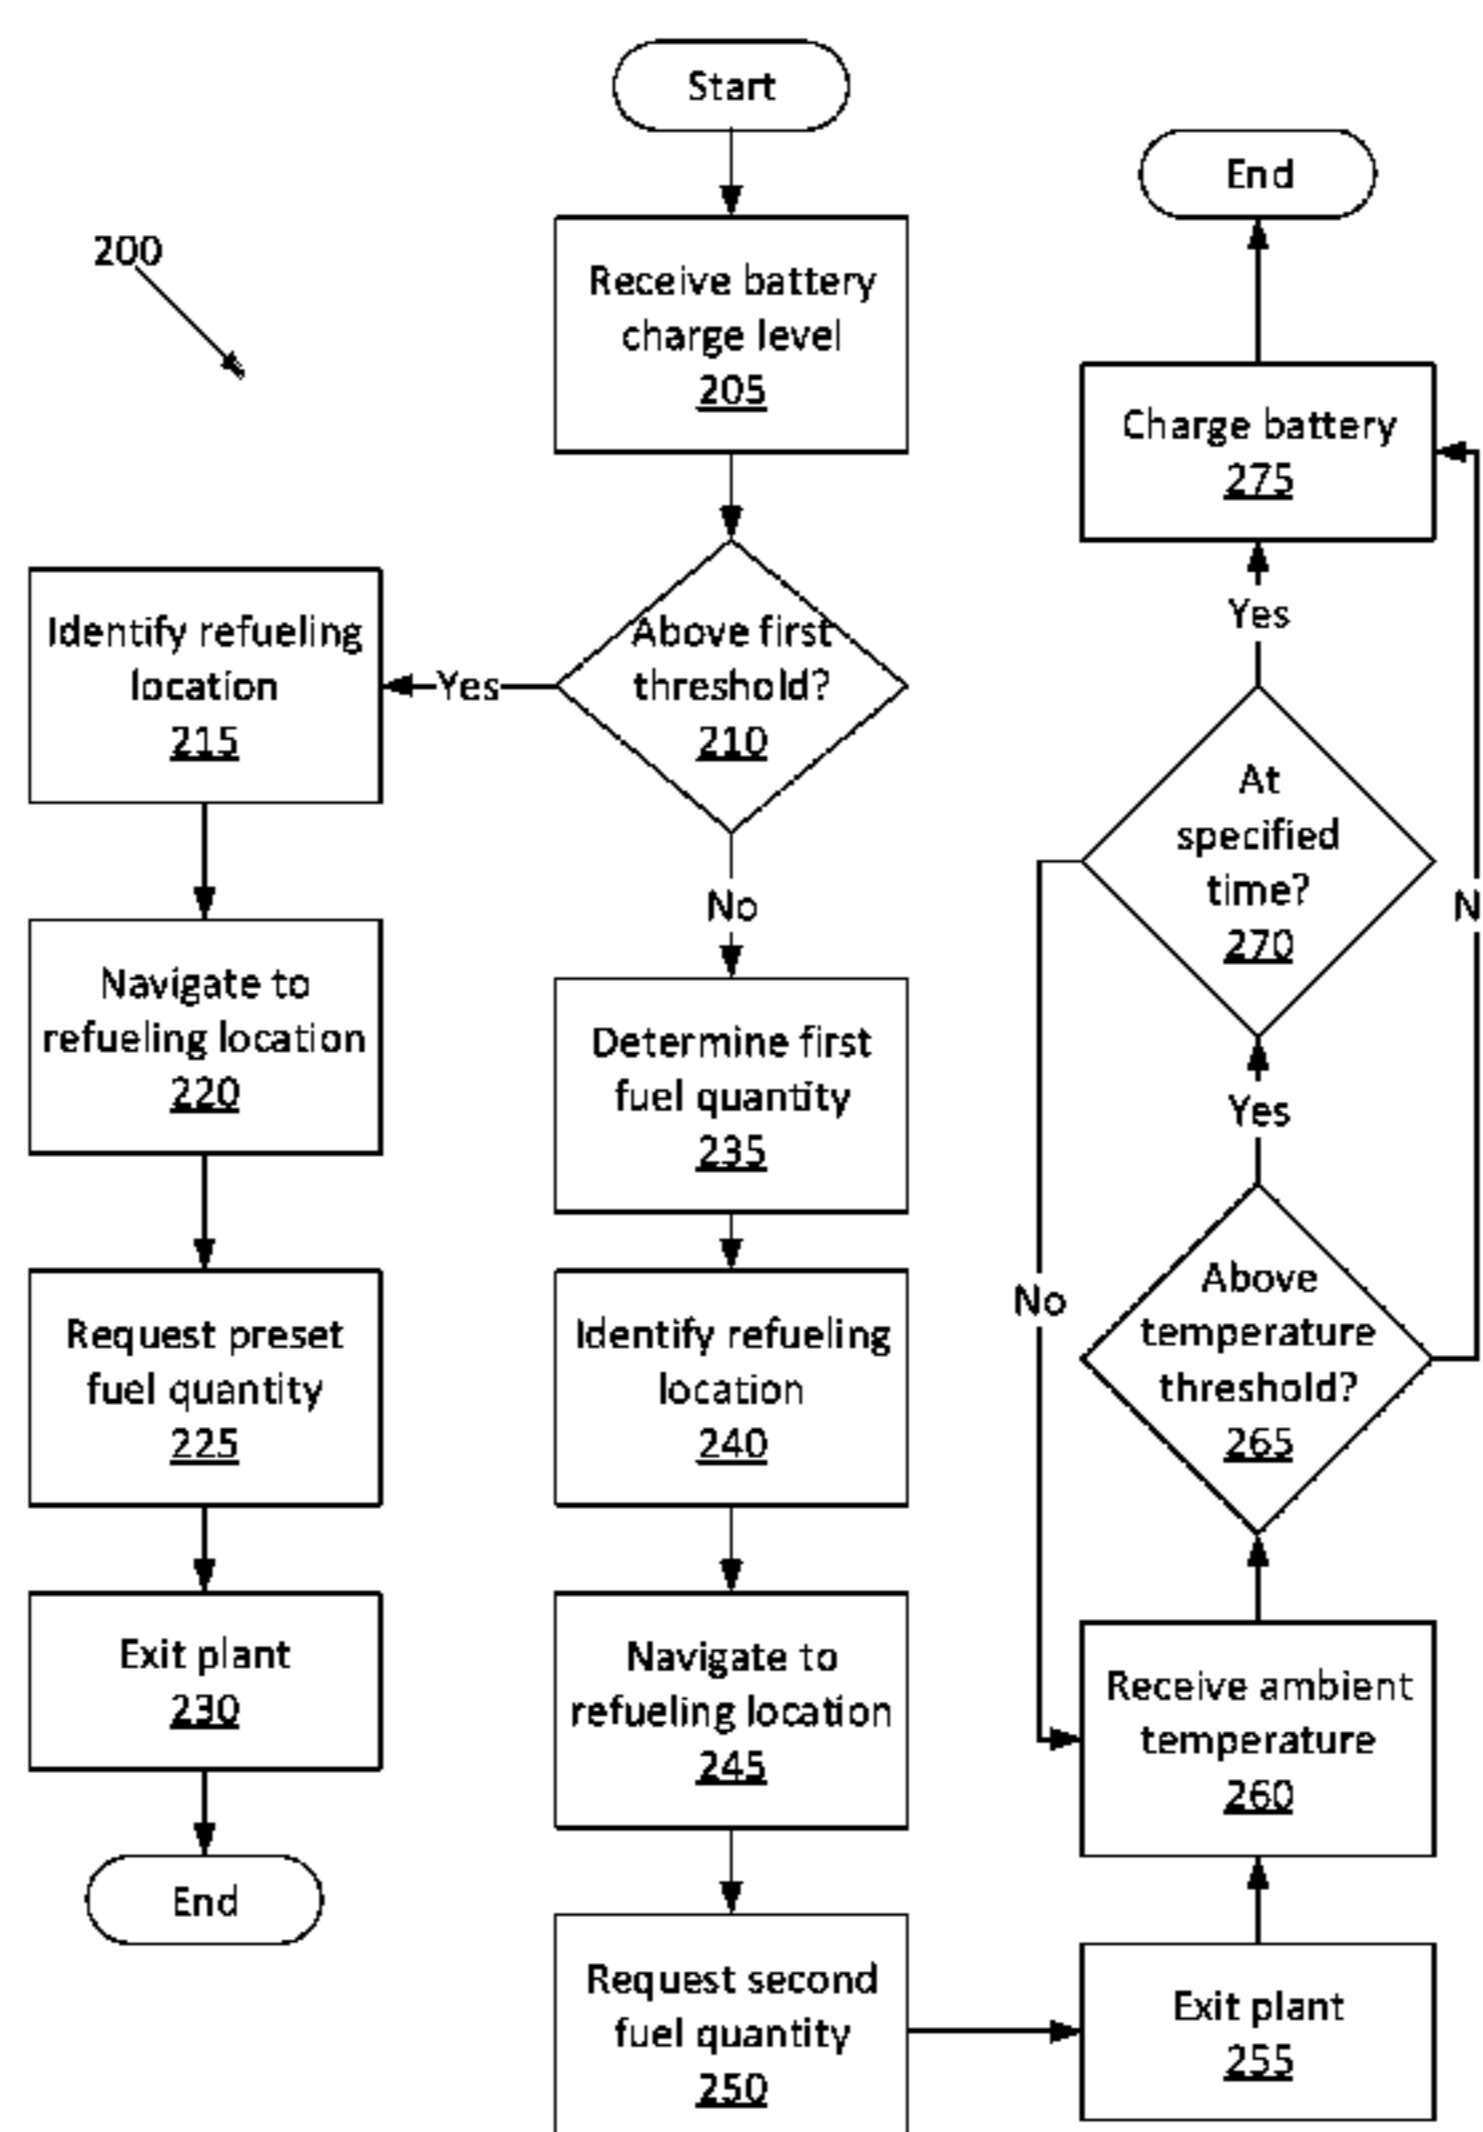 Start
200
Receive battery
charge level
205
Above first
threshold?
210
Yes
Identify refueling
location
215
Navigate to
refueling location
220
Request preset
fuel quantity
225
Exit plant
230
End
No
Determine first
fuel quantity
235
Identify refueling
location
240
Navigate to
refueling location
245
Request second
fuel quantity
250
Exit plant
255
Receive ambient
temperature
260
Above
temperature
threshold?
265
Yes
N
At
specified
time?
270
No
Yes
Charge battery
275
End